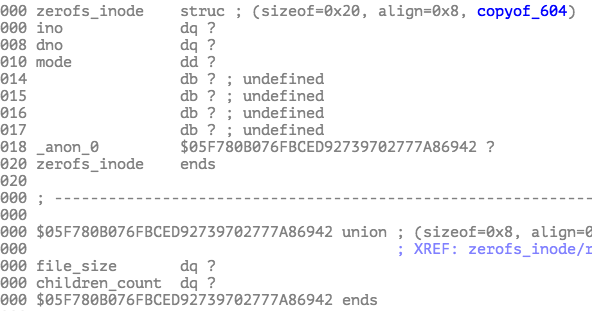 000 zerofs_inode struc ; (sizeof=0x20, align=0x8, copyof_604)
000 ino dq ?
008 dno dq ?
010 mode dd ?
014 db ? ; undefined
015 db ? ; undefined
016 db ? ; undefined
017 db ? ; undefined
018 _anon_0 $05F780B076FBCED92739702777A86942 ?
020 zerofs_inode ends
020
000 ; ------------------------------------------------------------
000
000 $05F780B076FBCED92739702777A86942 union ; (sizeof=0x8, align=0
000 ; XREF: zerofs_inode/r
000 file_size dq ?
000 children_count dq ?
000 $05F780B076FBCED92739702777A86942 ends